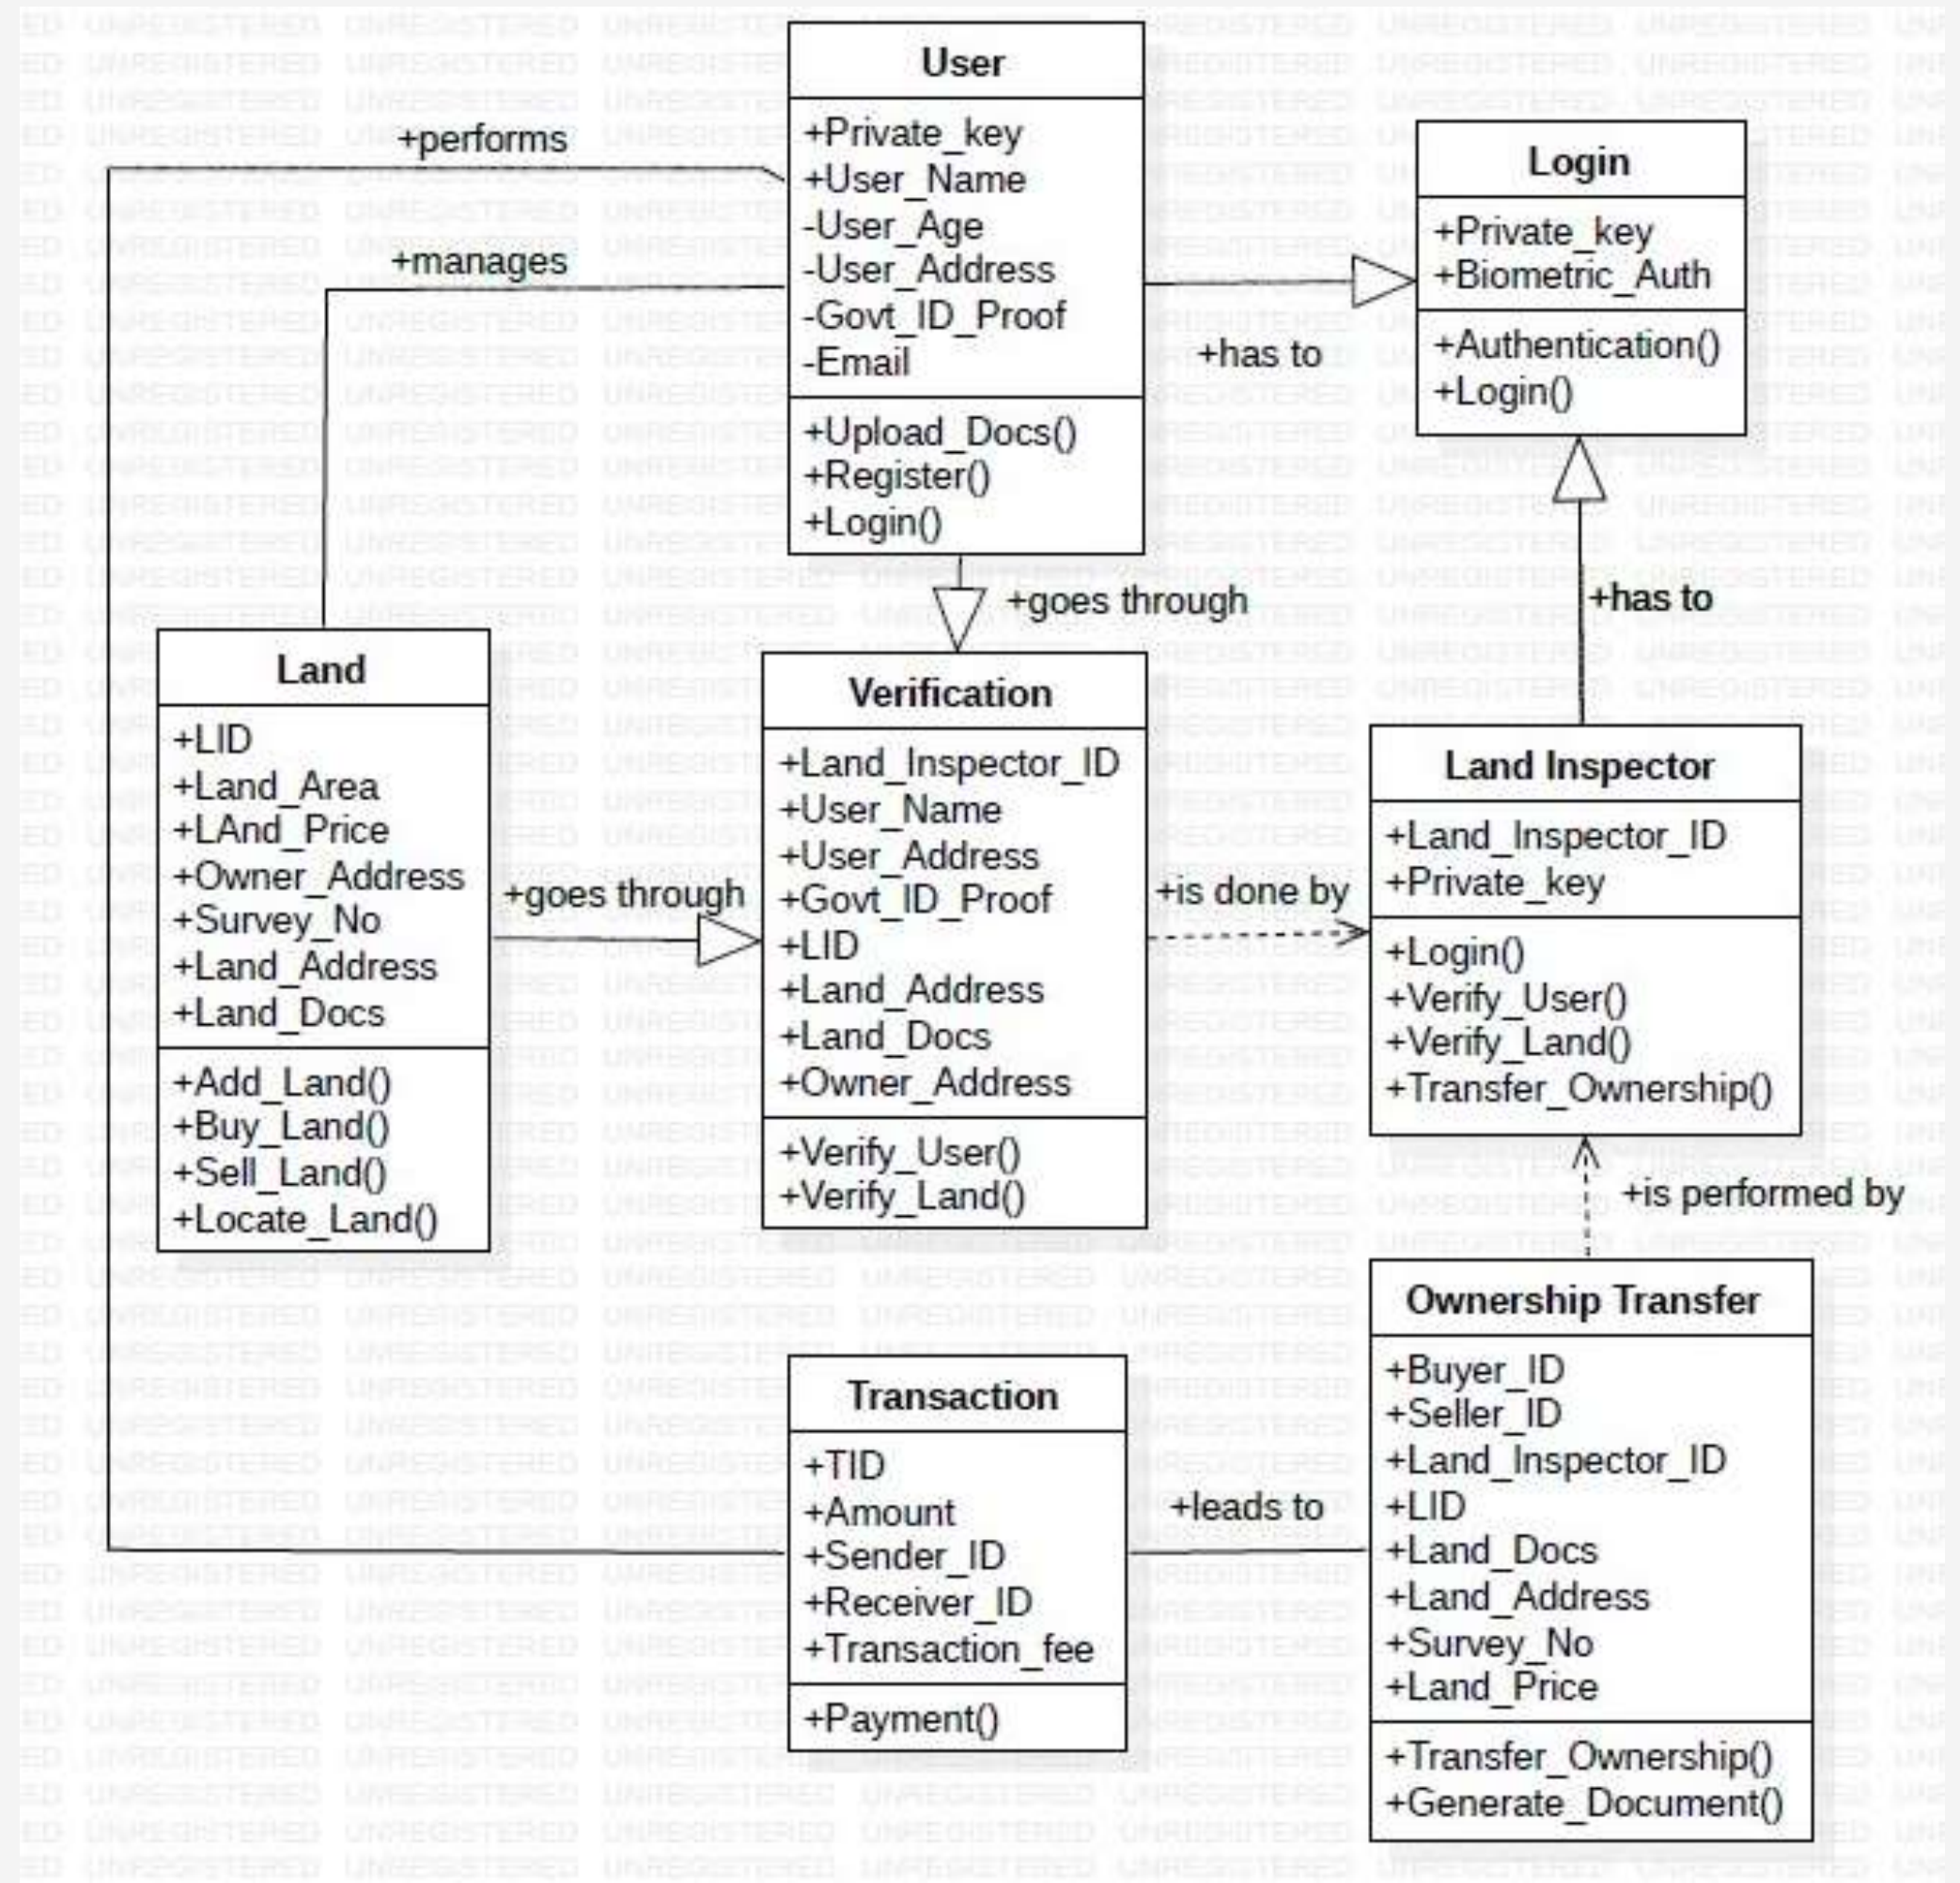 User
+Private_key
+User_Name
-User_Age
-User_Address
-Govt_ID_Proof
-Email
+Upload_Docs()
+Register()
+Login()
+performs
+manages
Login
+Private_key
+Biometric_Auth
+Authentication()
+Login()
+has to
+goes through
+has to
Land
+LID
+Land_Area
+LAnd_Price
+Owner_Address
+Survey_No
+Land_Address
+Land_Docs
+Add_Land()
+Buy_Land()
+Sell_Land()
+Locate_Land()
+goes through
Verification
+Land_Inspector_ID
+User_Name
+User_Address
+Govt_ID_Proof
+LID
+Land_Address
+Land_Docs
+Owner_Address
+Verify_User()
+Verify_Land()
+is done by
Land Inspector
+Land_Inspector_ID
+Private_key
+Login()
+Verify_User()
+Verify_Land()
+Transfer_Ownership()
+is performed by
Transaction
+TID
+Amount
+Sender_ID
+Receiver_ID
+Transaction_fee
+Payment()
+leads to
Ownership Transfer
+Buyer_ID
+Seller_ID
+Land_Inspector_ID
+LID
+Land_Docs
+Land_Address
+Survey_No
+Land_Price
+Transfer_Ownership()
+Generate_Document()